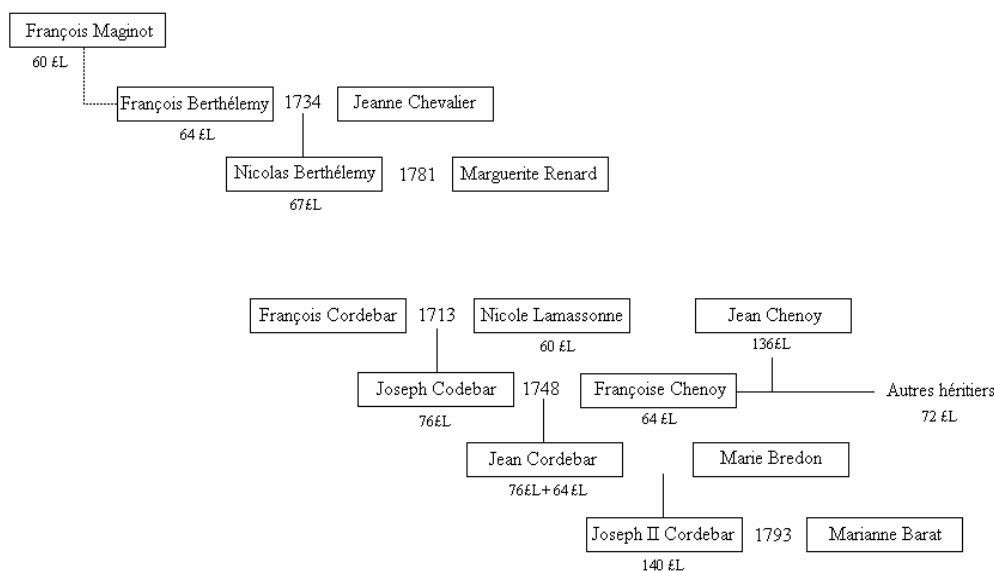 François Maginot
60 £L
François Berthélemy 1734 Jeanne Chevalier
64 £L
Nicolas Berthélemy 1781 Marguerite Renard
67£L
François Cordebar 1713 Nicole Lamassonne Jean Chenoy
60 £L 136£L
Joseph Codebar 1748 Françoise Chenoy Autres héritiers
76£L 64 £L 72 £L
Jean Cordebar Marie Bredon
76£L+64£L
Joseph II Cordebar 1793 Marianne Barat
140 £L